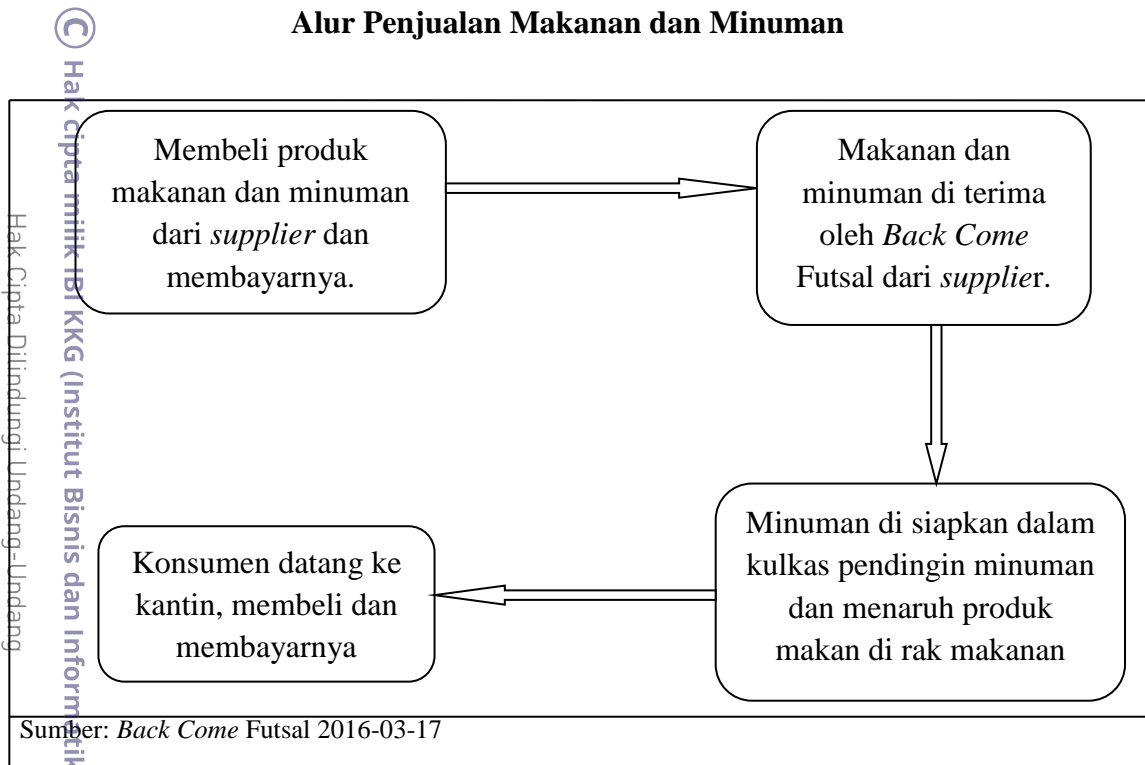 Alur Penjualan Makanan dan Minuman
Membeli produk
makanan dan minuman
dari supplier dan
membayarnya.
Makanan dan
minuman di terima
oleh Back Come
Futsal dari supplier.
Minuman di siapkan dalam
kulkas pendingin minuman
dan menaruh produk
makan di rak makanan
Konsumen datang ke
kantin, membeli dan
membayarnya
Sumber: Back Come Futsal 2016-03-17
© Hak cipta milik IBI KKG (Institut Bisnis dan Informatik
Hak Cipta Dilindungi Undang-Undang